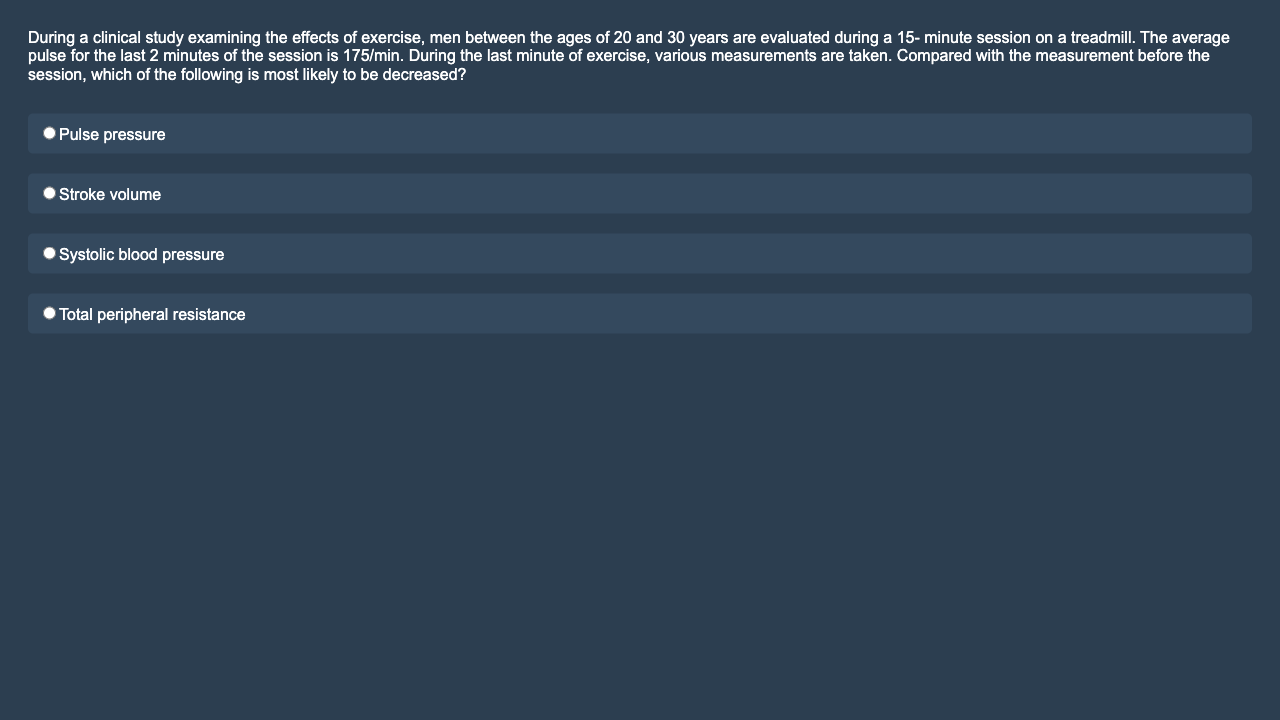 During a clinical study examining the effects of exercise, men between the ages of 20 and 30 years are evaluated during a 15- minute session on a treadmill. The average
pulse for the last 2 minutes of the session is 175/min. During the last minute of exercise, various measurements are taken. Compared with the measurement before the
session, which of the following is most likely to be decreased?
Pulse pressure
Stroke volume
Systolic blood pressure
Total peripheral resistance